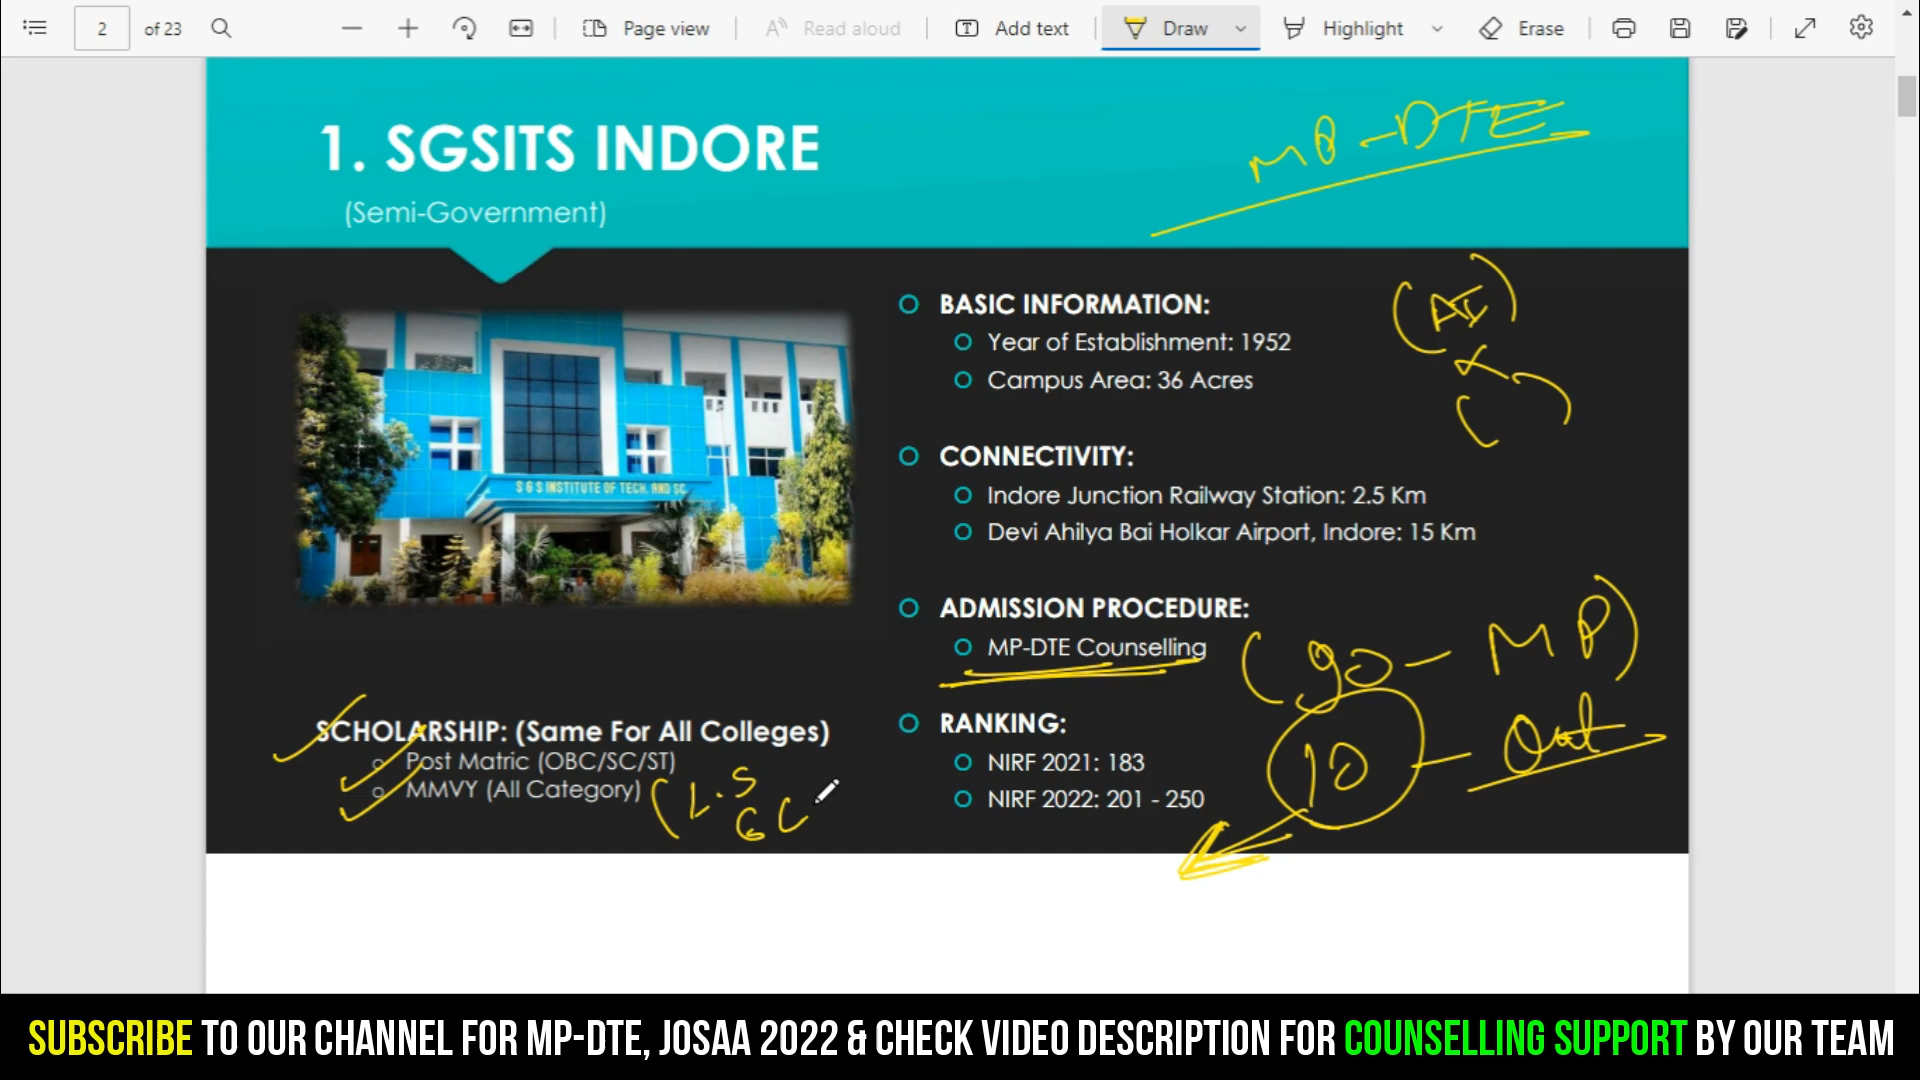 2 of 23 Page view Read aloud Add text Draw Highlight Erase
1. SGSITS INDORE
(Semi-Government)
MP-DTE
BASIC INFORMATION:
Year of Establishment: 1952
Campus Area: 36 Acres
(AI)
CONNECTIVITY:
Indore Junction Railway Station: 2.5 Km
Devi Ahilya Bai Holkar Airport, Indore: 15 Km
S G S INSTITUTE OF TECH. AND SC.
ADMISSION PROCEDURE:
MP-DTE Counselling
(90 - MP)
10 - Out
RANKING:
NIRF 2021: 183
NIRF 2022: 201 - 250
SCHOLARSHIP: (Same For All Colleges)
Post Matric (OBC/SC/ST)
MMVY (All Category)
SUBSCRIBE TO OUR CHANNEL FOR MP-DTE, JOSAA 2022 & CHECK VIDEO DESCRIPTION FOR COUNSELLING SUPPORT BY OUR TEAM